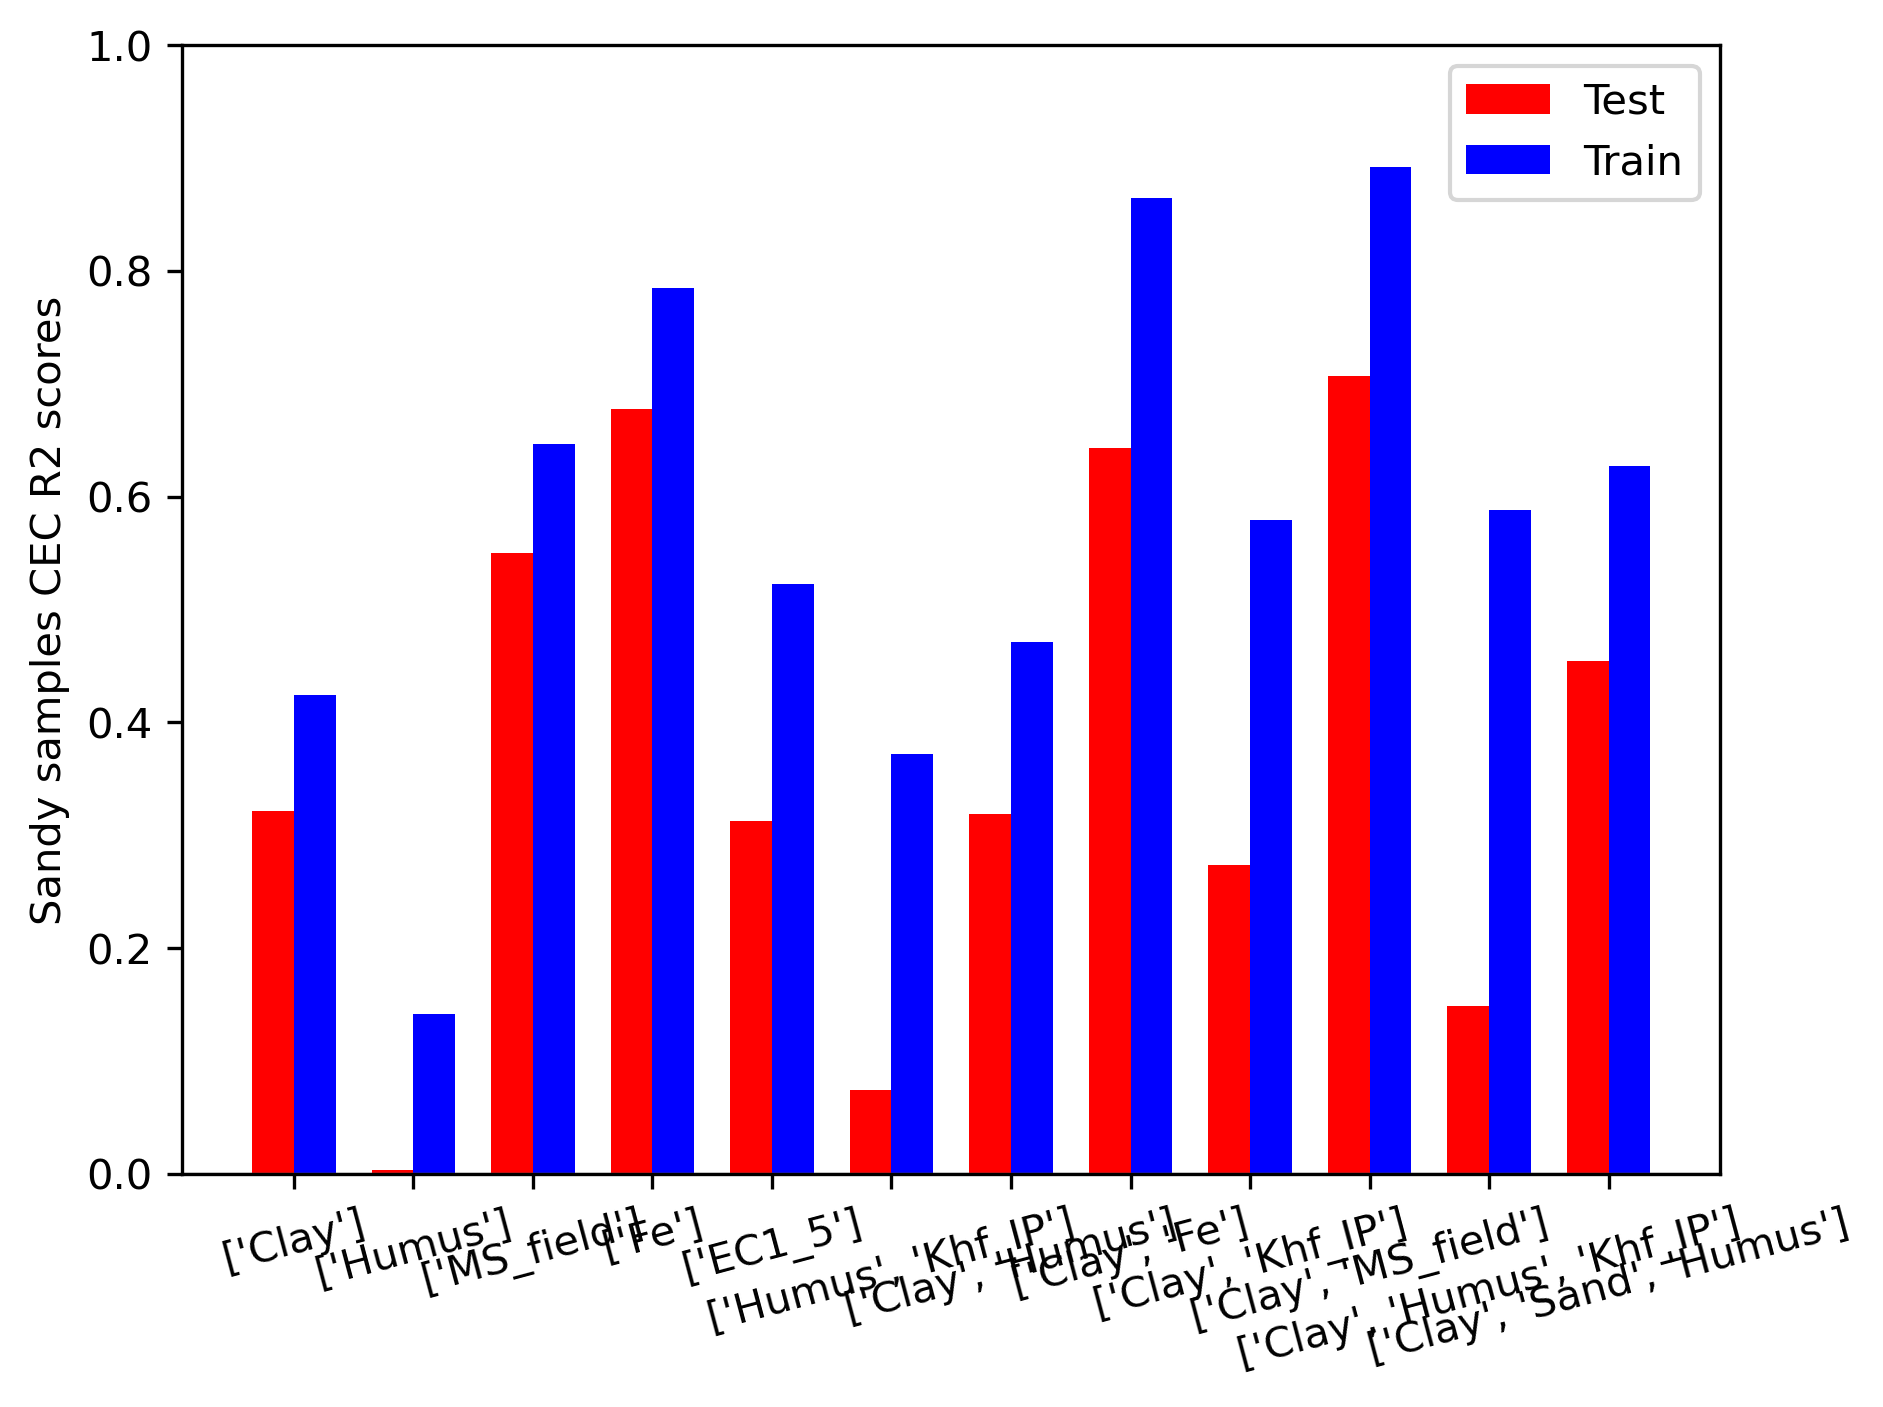 1.0
0.8
0.6
0.4
0.2
0.0
Sandy samples CEC R2 scores
Test
Train
['Clay']
['Humus']
['MS_field']
['Fe']
['EC1_5']
['Humus', 'Khf_IP']
['Clay', 'Humus']
['Clay', 'Fe']
['Clay', 'Khf_IP']
['Clay', 'MS_field']
['Clay', 'Humus', 'Khf_IP']
['Clay', 'Sand', 'Humus']